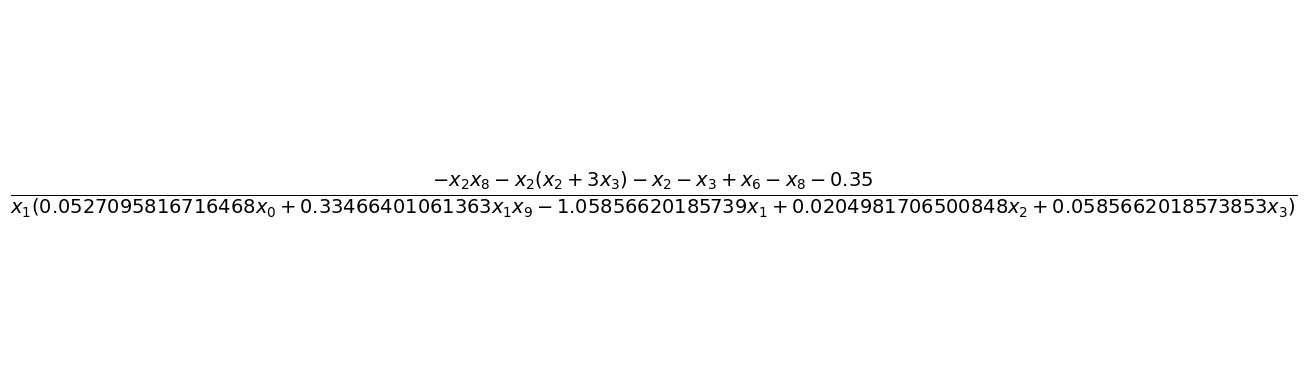 −x₂x₈ − x₂(x₂ + 3x₃) − x₂ − x₃ + x₆ − x₈ − 0.35
x₁(0.0527095816716468x₀ + 0.33466401061363x₁x₉ − 1.05856620185739x₁ + 0.0204981706500848x₂ + 0.0585662018573853x₃)